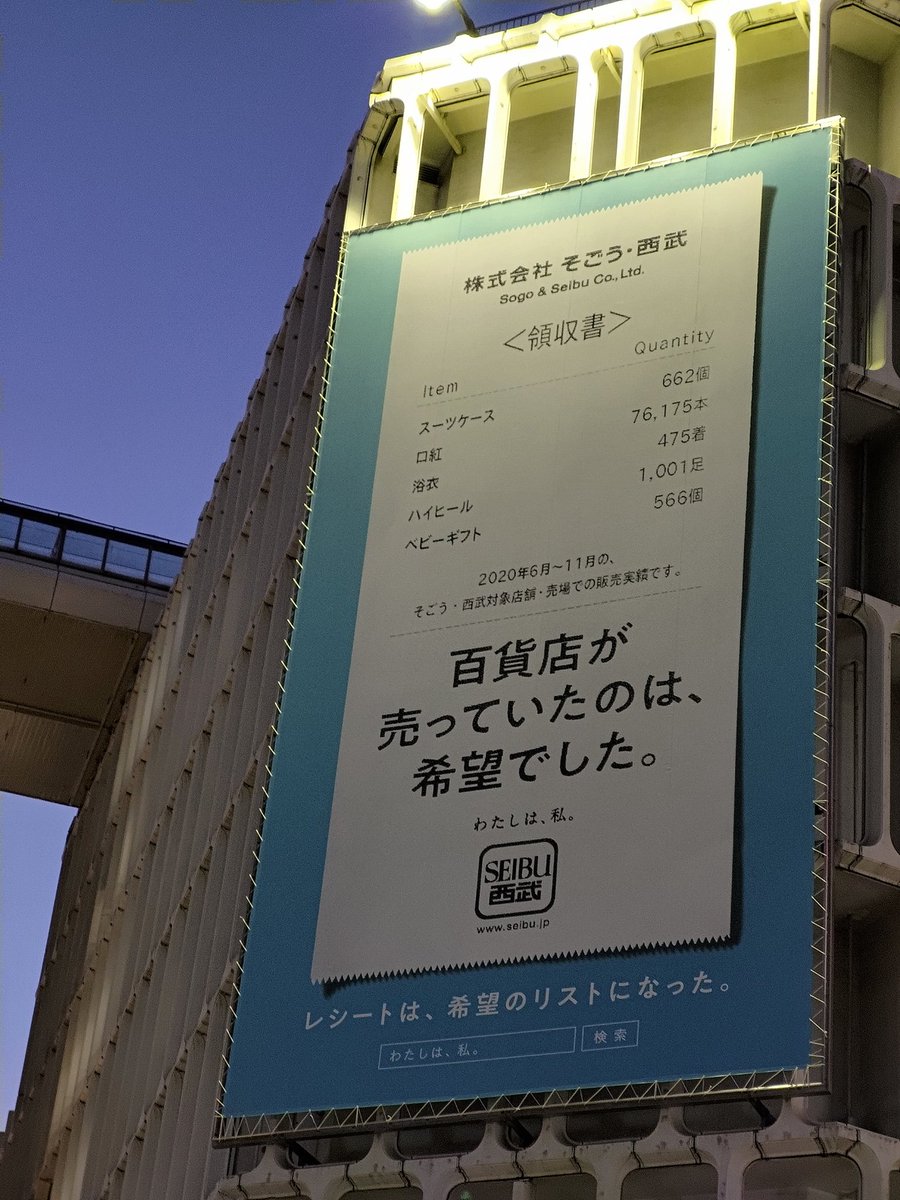 株式会社 そごう・西武
Sogo & Seibu Co., Ltd.
＜領収書＞
Item Quantity
スーツケース 662個
口紅 76,175本
浴衣 475着
ハイヒール 1,001足
ベビーギフト 566個
2020年6月〜11月の、
そごう・西武対象店舗・売場での販売実績です。
百貨店が
売っていたのは、
希望でした。
わたしは、私。
SEIBU
西武
www.seibu.jp
レシートは、希望のリストになった。
わたしは、私。 検索